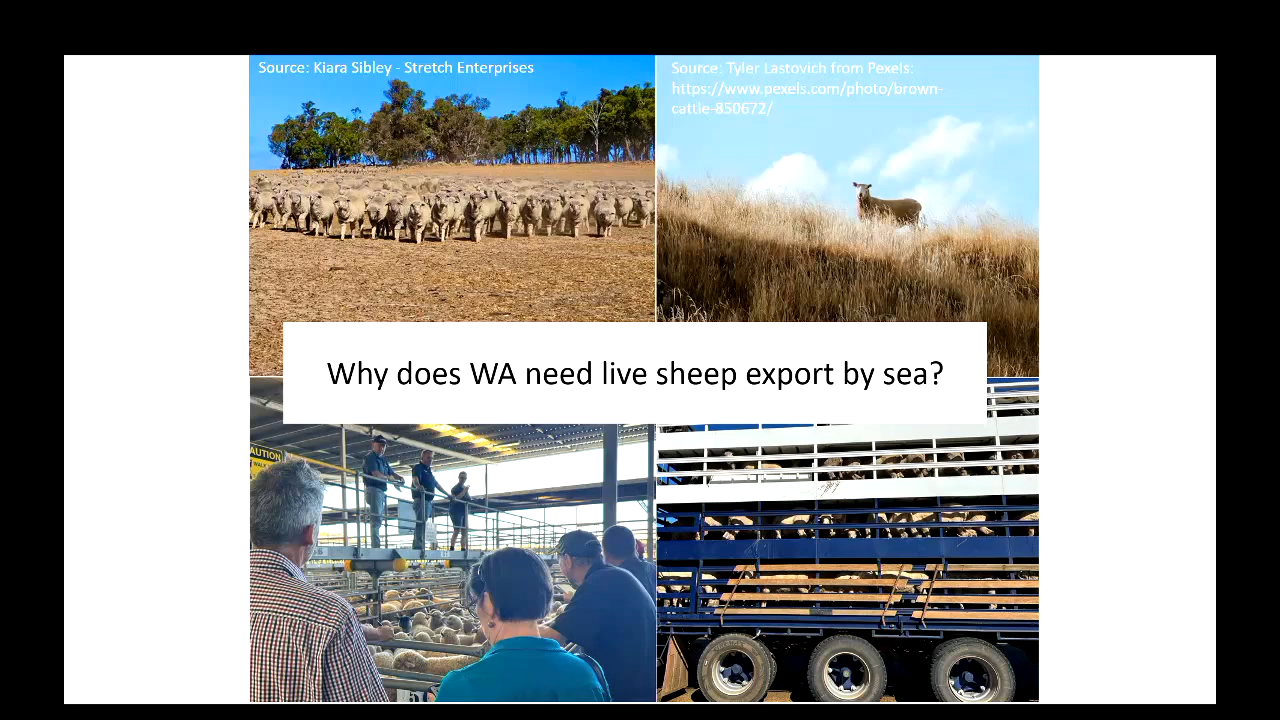 Source: Kiara Sibley - Stretch Enterprises
Source: Tyler Lastovich from Pexels:
https://www.pexels.com/photo/brown-
cattle-850672/
Why does WA need live sheep export by sea?
CAUTION
WALK